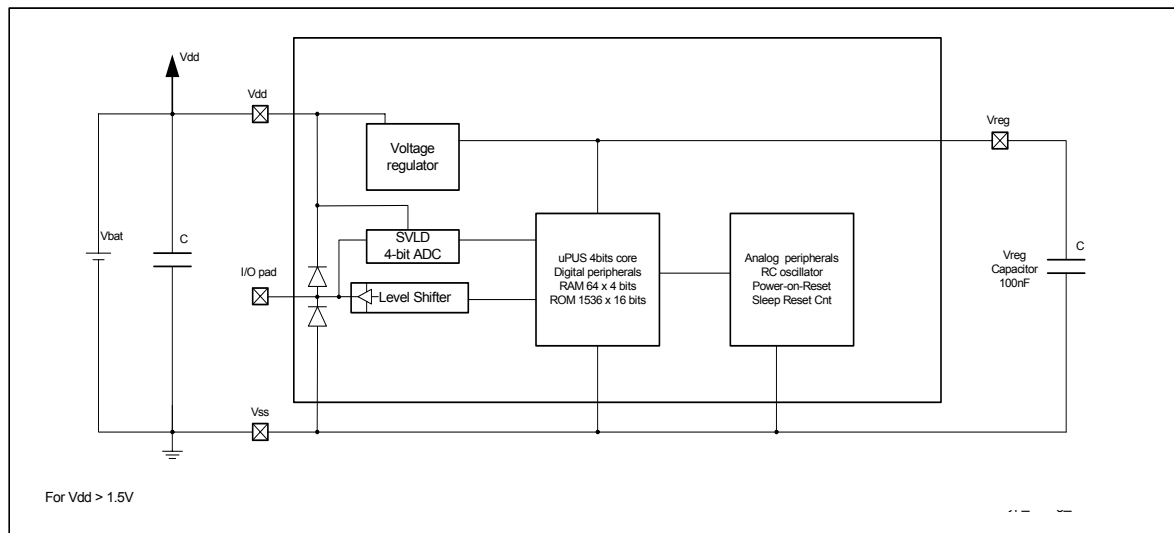 Vdd
Vdd
Vreg
Voltage
regulator
Vbat
C
SVLD
4-bit ADC
I/O pad
Level Shifter
uPUS 4bits core
Digital peripherals
RAM 64 x 4 bits
ROM 1536 x 16 bits
Analog peripherals
RC oscillator
Power-on-Reset
Sleep Reset Cnt
C
Vreg
Capacitor
100nF
Vss
For Vdd > 1.5V